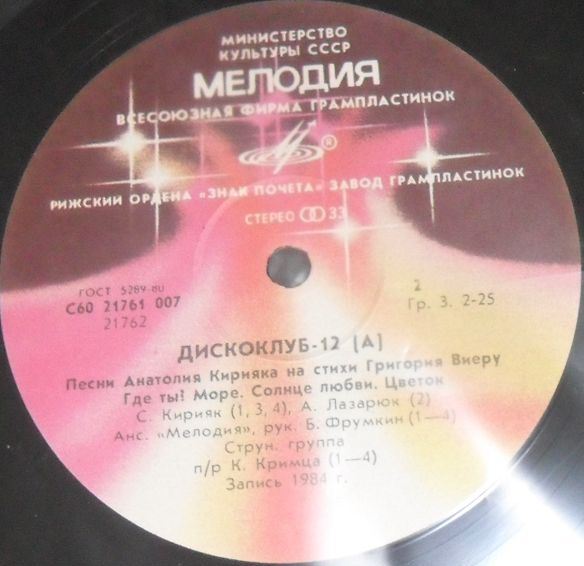 МИНИСТЕРСТВО
КУЛЬТУРЫ СССР
МЕЛОДИЯ
ВСЕСОЮЗНАЯ ФИРМА ГРАМПЛАСТИНОК
®
РИЖСКИЙ ОРДЕНА «ЗНАК ПОЧЕТА» ЗАВОД ГРАМПЛАСТИНОК
СТЕРЕО 33
ГОСТ 5289-80
С60 21761 007
21762
2
Гр. 3. 2-25
ДИСКОКЛУБ-12 (А)
Песни Анатолия Кирияка на стихи Григория Виеру
Где ты? Море. Солнце любви. Цветок
С. Кирияк (1, 3, 4), А. Лазарюк (2)
Анс. «Мелодия», рук. Б. Фрумкин (1—4)
Струн. группа
п/р К. Кримца (1—4)
Запись 1984 г.